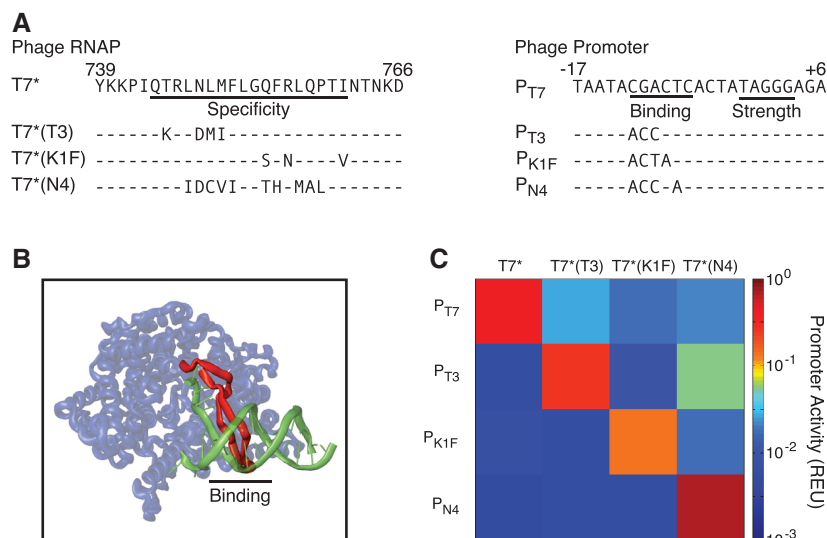 A
Phage RNAP
739 766
T7* YKKPIQTRLNLMFLGQFRLQPTINTNKD
Specificity
T7*(T3) ------K--DMI----------------
T7*(K1F) ---------------S-N----V-----
T7*(N4) --------IDCVI--TH-MAL-------
Phage Promoter
-17 +6
PT7 TAATACGACTCACTATAGGGAGA
Binding Strength
PT3 -----ACC---------------
PK1F -----ACTA--------------
PN4 -----ACC-A-------------
B
Binding
C
T7* T7*(T3) T7*(K1F) T7*(N4)
PT7
PT3
PK1F
PN4
10^0
10^-1
10^-2
10^-3
Promoter Activity (REU)